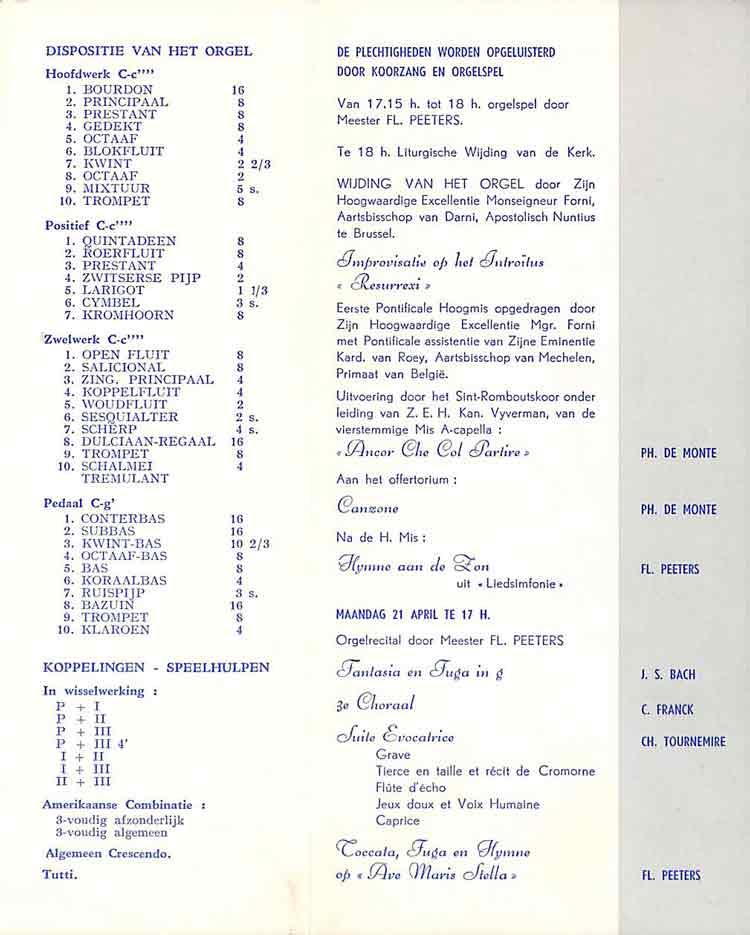 DISPOSITIE VAN HET ORGEL
Hoofdwerk C-c''''
1. BOURDON 16
2. PRINCIPAAL 8
3. PRESTANT 8
4. GEDEKT 8
5. OCTAAF 4
6. BLOKFLUIT 4
7. KWINT 2 2/3
8. OCTAAF 2
9. MIXTUUR 5 s.
10. TROMPET 8
Positief C-c''''
1. QUINTADEEN 8
2. ROERFLUIT 8
3. PRESTANT 4
4. ZWITSERSE PIJP 2
5. LARIGOT 1 1/3
6. CYMBEL 3 s.
7. KROMHOORN 8
Zwelwerk C-c''''
1. OPEN FLUIT 8
2. SALICIONAL 8
3. ZING. PRINCIPAAL 4
4. KOPPELFLUIT 4
5. WOUDFLUIT 2
6. SESQUIALTER 2 s.
7. SCHERP 4 s.
8. DULCIAAN-REGAAL 16
9. TROMPET 8
10. SCHALMEI 4
TREMULANT
Pedaal C-g'
1. CONTERBAS 16
2. SUBBAS 16
3. KWINT-BAS 10 2/3
4. OCTAAF-BAS 8
5. BAS 8
6. KORAALBAS 4
7. RUISPIJP 3 s.
8. BAZUIN 16
9. TROMPET 8
10. KLAROEN 4
KOPPELINGEN - SPEELHULPEN
In wisselwerking :
P + I
P + II
P + III
P + III 4'
I + II
I + III
II + III
Amerikaanse Combinatie :
3-voudig afzonderlijk
3-voudig algemeen
Algemeen Crescendo.
Tutti.
DE PLECHTIGHEDEN WORDEN OPGELUISTERD
DOOR KOORZANG EN ORGELSPEL
Van 17.15 h. tot 18 h. orgelspel door
Meester FL. PEETERS.
Te 18 h. Liturgische Wijding van de Kerk.
WIJDING VAN HET ORGEL door Zijn
Hoogwaardige Excellentie Monseigneur Forni,
Aartsbisschop van Darni, Apostolisch Nuntius
te Brussel.
Improvisatie op het Introïtus
« Resurrexi »
Eerste Pontificale Hoogmis opgedragen door
Zijn Hoogwaardige Excellentie Mgr. Forni
met Pontificale assistentie van Zijne Eminentie
Kard. van Roey, Aartsbisschop van Mechelen,
Primaat van België.
Uitvoering door het Sint-Romboutskoor onder
leiding van Z. E. H. Kan. Vyverman, van de
vierstemmige Mis A-capella :
« Ancor Che Col Partire » PH. DE MONTE
Aan het offertorium :
Canzone PH. DE MONTE
Na de H. Mis :
Hymne aan de Zon FL. PEETERS
uit « Liedsimfonie »
MAANDAG 21 APRIL TE 17 H.
Orgelrecital door Meester FL. PEETERS
Fantasia en Fuga in g J. S. BACH
3e Choraal C. FRANCK
Suite Evocatrice CH. TOURNEMIRE
Grave
Tierce en taille et récit de Cromorne
Flûte d'écho
Jeux doux et Voix Humaine
Caprice
Toccata, Fuga en Hymne
op « Ave Maris Stella » FL. PEETERS